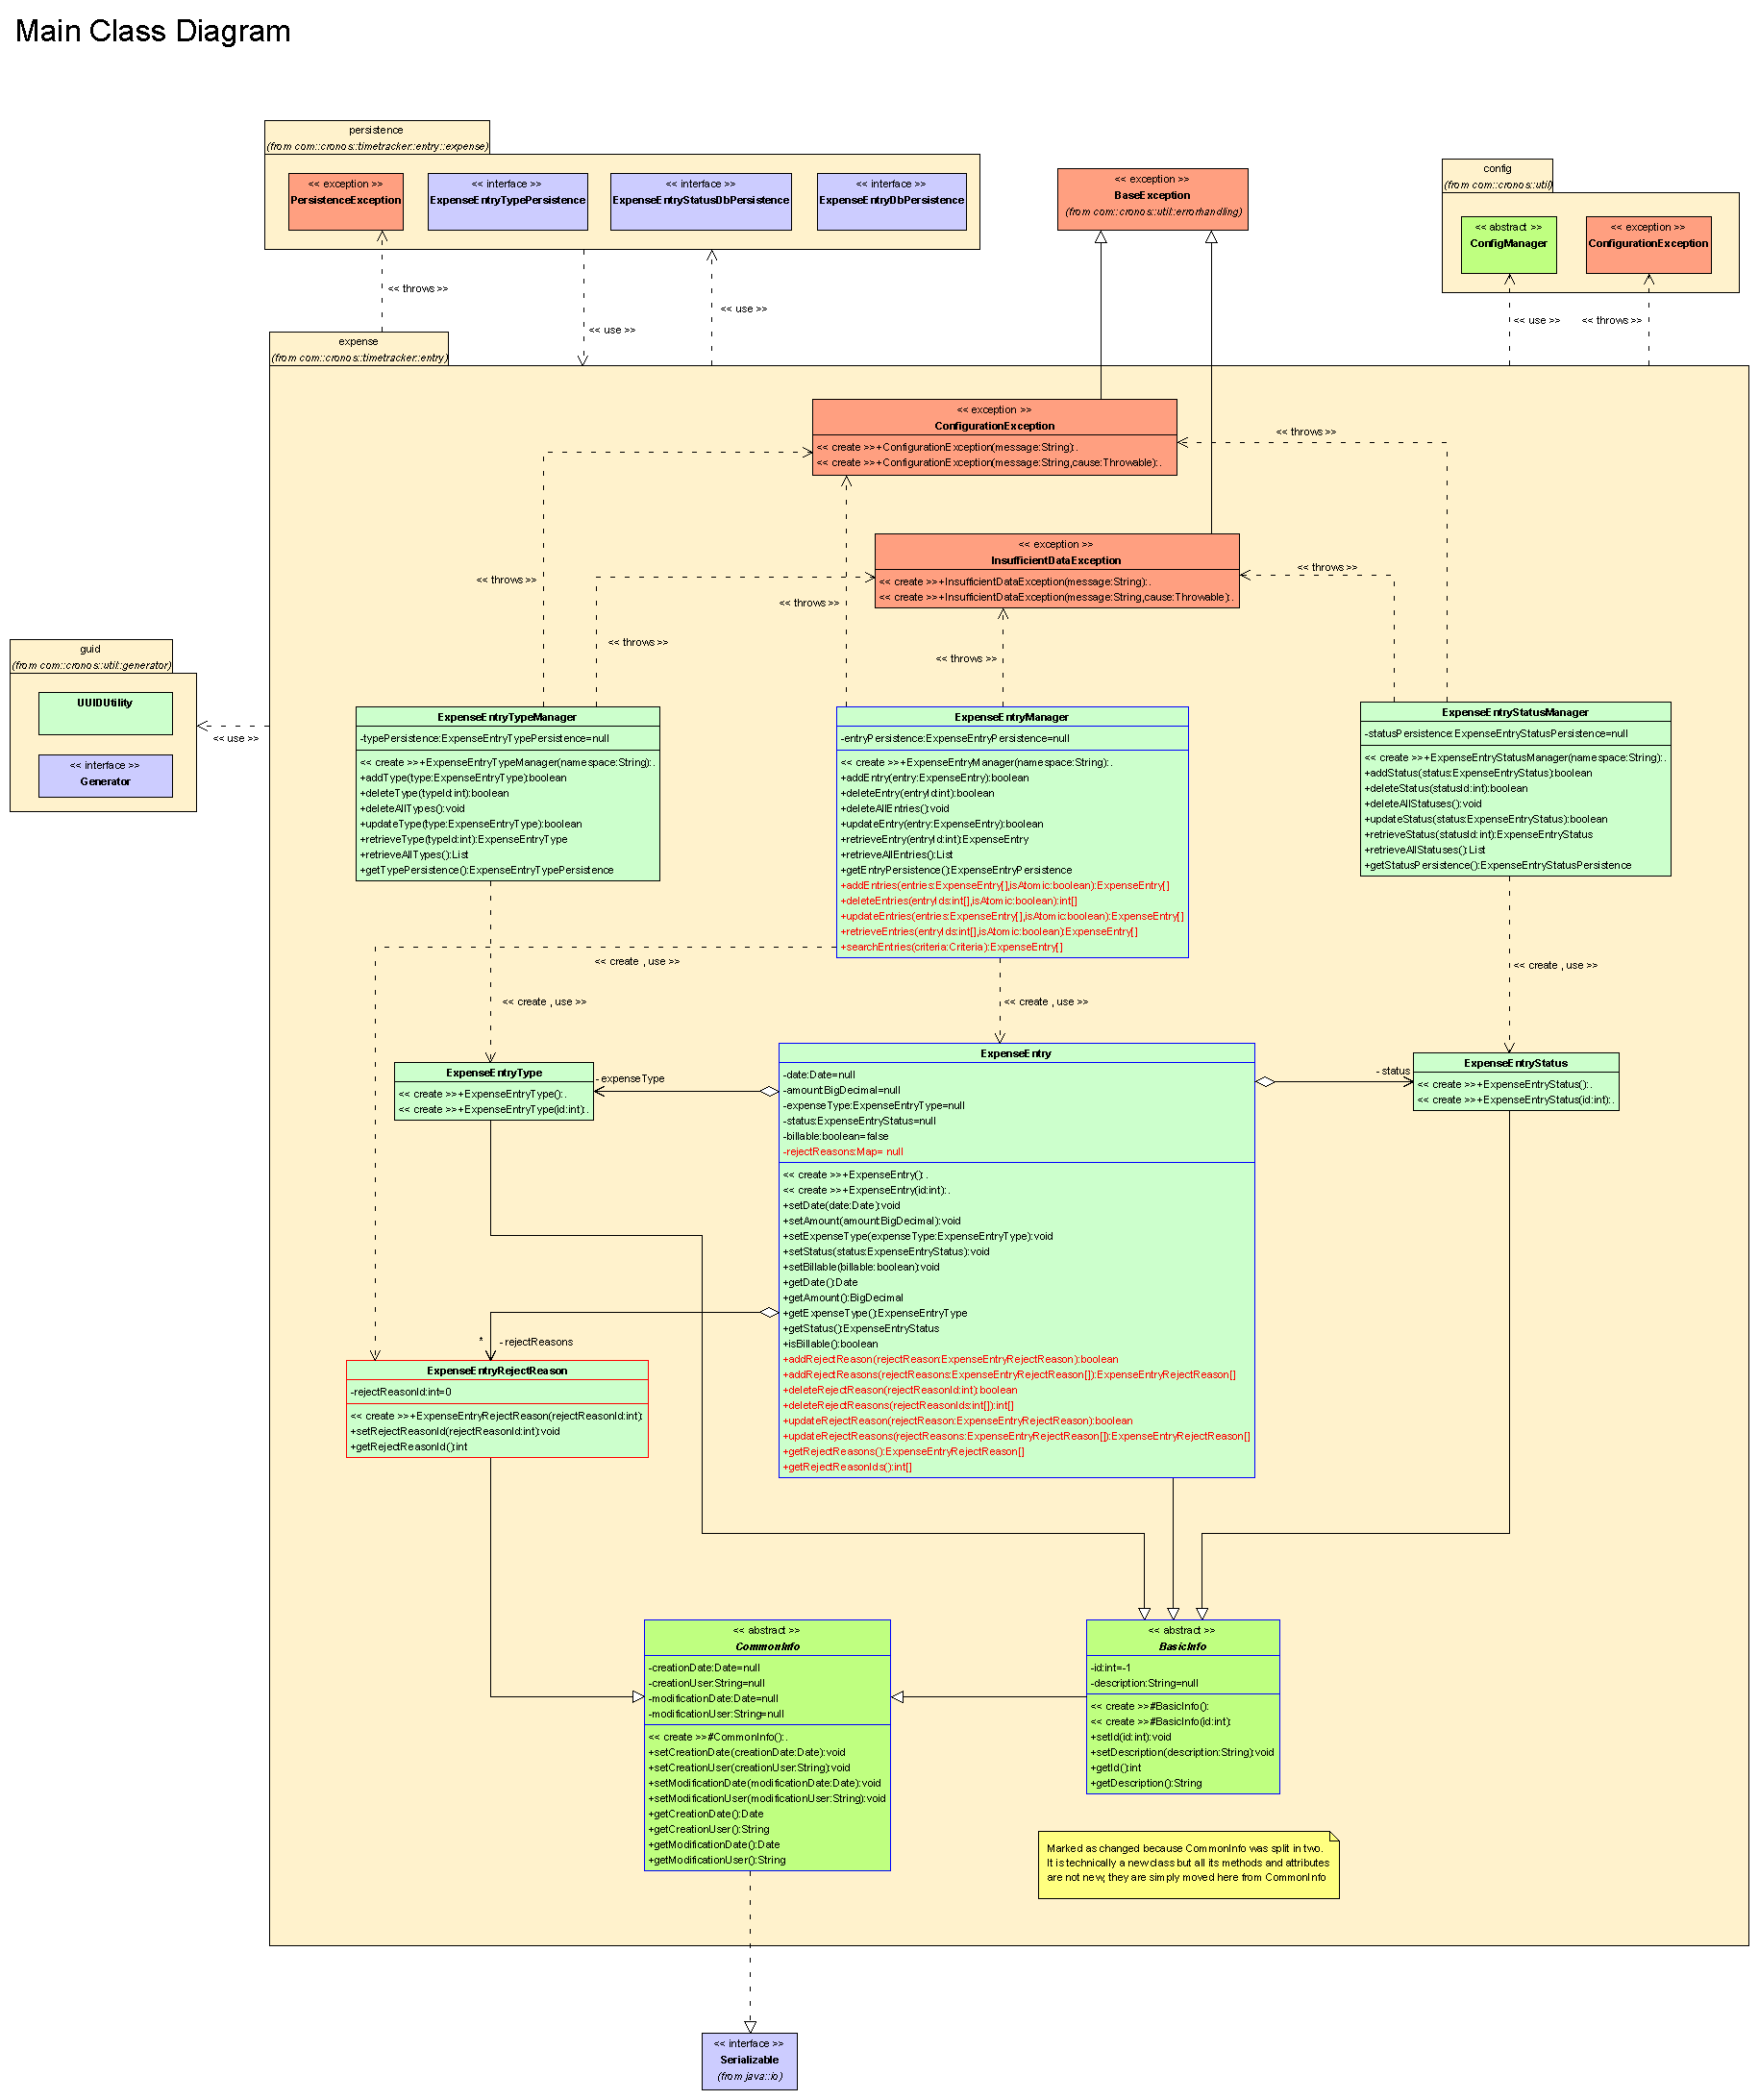 Main Class Diagram
persistence
(from com::cronos::timetracker::entry::expense)
<< exception >>
PersistenceException
<< interface >>
ExpenseEntryTypePersistence
<< interface >>
ExpenseEntryStatusDbPersistence
<< interface >>
ExpenseEntryDbPersistence
<< exception >>
BaseException
(from com::cronos::util::errorhandling)
config
(from com::cronos::util)
<< abstract >>
ConfigManager
<< exception >>
ConfigurationException
<< throws >>
<< use >>
<< use >>
<< use >>
<< throws >>
expense
(from com::cronos::timetracker::entry)
<< exception >>
ConfigurationException
<< create >>+ConfigurationException(message:String):.
<< create >>+ConfigurationException(message:String,cause:Throwable):.
<< throws >>
<< exception >>
InsufficientDataException
<< create >>+InsufficientDataException(message:String):.
<< create >>+InsufficientDataException(message:String,cause:Throwable):.
<< throws >>
<< throws >>
<< throws >>
<< throws >>
<< throws >>
guid
(from com::cronos::util::generator)
UUIDUtility
<< interface >>
Generator
<< use >>
ExpenseEntryTypeManager
-typePersistence:ExpenseEntryTypePersistence=null
<< create >>+ExpenseEntryTypeManager(namespace:String):.
+addType(type:ExpenseEntryType):boolean
+deleteType(typeId:int):boolean
+deleteAllTypes():void
+updateType(type:ExpenseEntryType):boolean
+retrieveType(typeId:int):ExpenseEntryType
+retrieveAllTypes():List
+getTypePersistence():ExpenseEntryTypePersistence
ExpenseEntryManager
-entryPersistence:ExpenseEntryPersistence=null
<< create >>+ExpenseEntryManager(namespace:String):.
+addEntry(entry:ExpenseEntry):boolean
+deleteEntry(entryId:int):boolean
+deleteAllEntries():void
+updateEntry(entry:ExpenseEntry):boolean
+retrieveEntry(entryId:int):ExpenseEntry
+retrieveAllEntries():List
+getEntryPersistence():ExpenseEntryPersistence
+addEntries(entries:ExpenseEntry[],isAtomic:boolean):ExpenseEntry[]
+deleteEntries(entryIds:int[],isAtomic:boolean):int[]
+updateEntries(entries:ExpenseEntry[],isAtomic:boolean):ExpenseEntry[]
+retrieveEntries(entryIds:int[],isAtomic:boolean):ExpenseEntry[]
+searchEntries(criteria:Criteria):ExpenseEntry[]
ExpenseEntryStatusManager
-statusPersistence:ExpenseEntryStatusPersistence=null
<< create >>+ExpenseEntryStatusManager(namespace:String):.
+addStatus(status:ExpenseEntryStatus):boolean
+deleteStatus(statusId:int):boolean
+deleteAllStatuses():void
+updateStatus(status:ExpenseEntryStatus):boolean
+retrieveStatus(statusId:int):ExpenseEntryStatus
+retrieveAllStatuses():List
+getStatusPersistence():ExpenseEntryStatusPersistence
<< create , use >>
<< create , use >>
<< create , use >>
<< create , use >>
ExpenseEntryType
<< create >>+ExpenseEntryType():.
<< create >>+ExpenseEntryType(id:int):.
- expenseType
ExpenseEntry
-date:Date=null
-amount:BigDecimal=null
-expenseType:ExpenseEntryType=null
-status:ExpenseEntryStatus=null
-billable:boolean=false
-rejectReasons:Map= null
<< create >>+ExpenseEntry():.
<< create >>+ExpenseEntry(id:int):.
+setDate(date:Date):void
+setAmount(amount:BigDecimal):void
+setExpenseType(expenseType:ExpenseEntryType):void
+setStatus(status:ExpenseEntryStatus):void
+setBillable(billable:boolean):void
+getDate():Date
+getAmount():BigDecimal
+getExpenseType():ExpenseEntryType
+getStatus():ExpenseEntryStatus
+isBillable():boolean
+addRejectReason(rejectReason:ExpenseEntryRejectReason):boolean
+addRejectReasons(rejectReasons:ExpenseEntryRejectReason[]):ExpenseEntryRejectReason[]
+deleteRejectReason(rejectReasonId:int):boolean
+deleteRejectReasons(rejectReasonIds:int[]):int[]
+updateRejectReason(rejectReason:ExpenseEntryRejectReason):boolean
+updateRejectReasons(rejectReasons:ExpenseEntryRejectReason[]):ExpenseEntryRejectReason[]
+getRejectReasons():ExpenseEntryRejectReason[]
+getRejectReasonIds():int[]
- status
ExpenseEntryStatus
<< create >>+ExpenseEntryStatus():.
<< create >>+ExpenseEntryStatus(id:int):.
* - rejectReasons
ExpenseEntryRejectReason
-rejectReasonId:int=0
<< create >>+ExpenseEntryRejectReason(rejectReasonId:int):
+setRejectReasonId(rejectReasonId:int):void
+getRejectReasonId():int
<< abstract >>
CommonInfo
-creationDate:Date=null
-creationUser:String=null
-modificationDate:Date=null
-modificationUser:String=null
<< create >>#CommonInfo():.
+setCreationDate(creationDate:Date):void
+setCreationUser(creationUser:String):void
+setModificationDate(modificationDate:Date):void
+setModificationUser(modificationUser:String):void
+getCreationDate():Date
+getCreationUser():String
+getModificationDate():Date
+getModificationUser():String
<< abstract >>
BasicInfo
-id:int=-1
-description:String=null
<< create >>#BasicInfo():
<< create >>#BasicInfo(id:int):
+setId(id:int):void
+setDescription(description:String):void
+getId():int
+getDescription():String
Marked as changed because CommonInfo was split in two.
It is technically a new class but all its methods and attributes
are not new, they are simply moved here from CommonInfo
<< interface >>
Serializable
(from java::io)